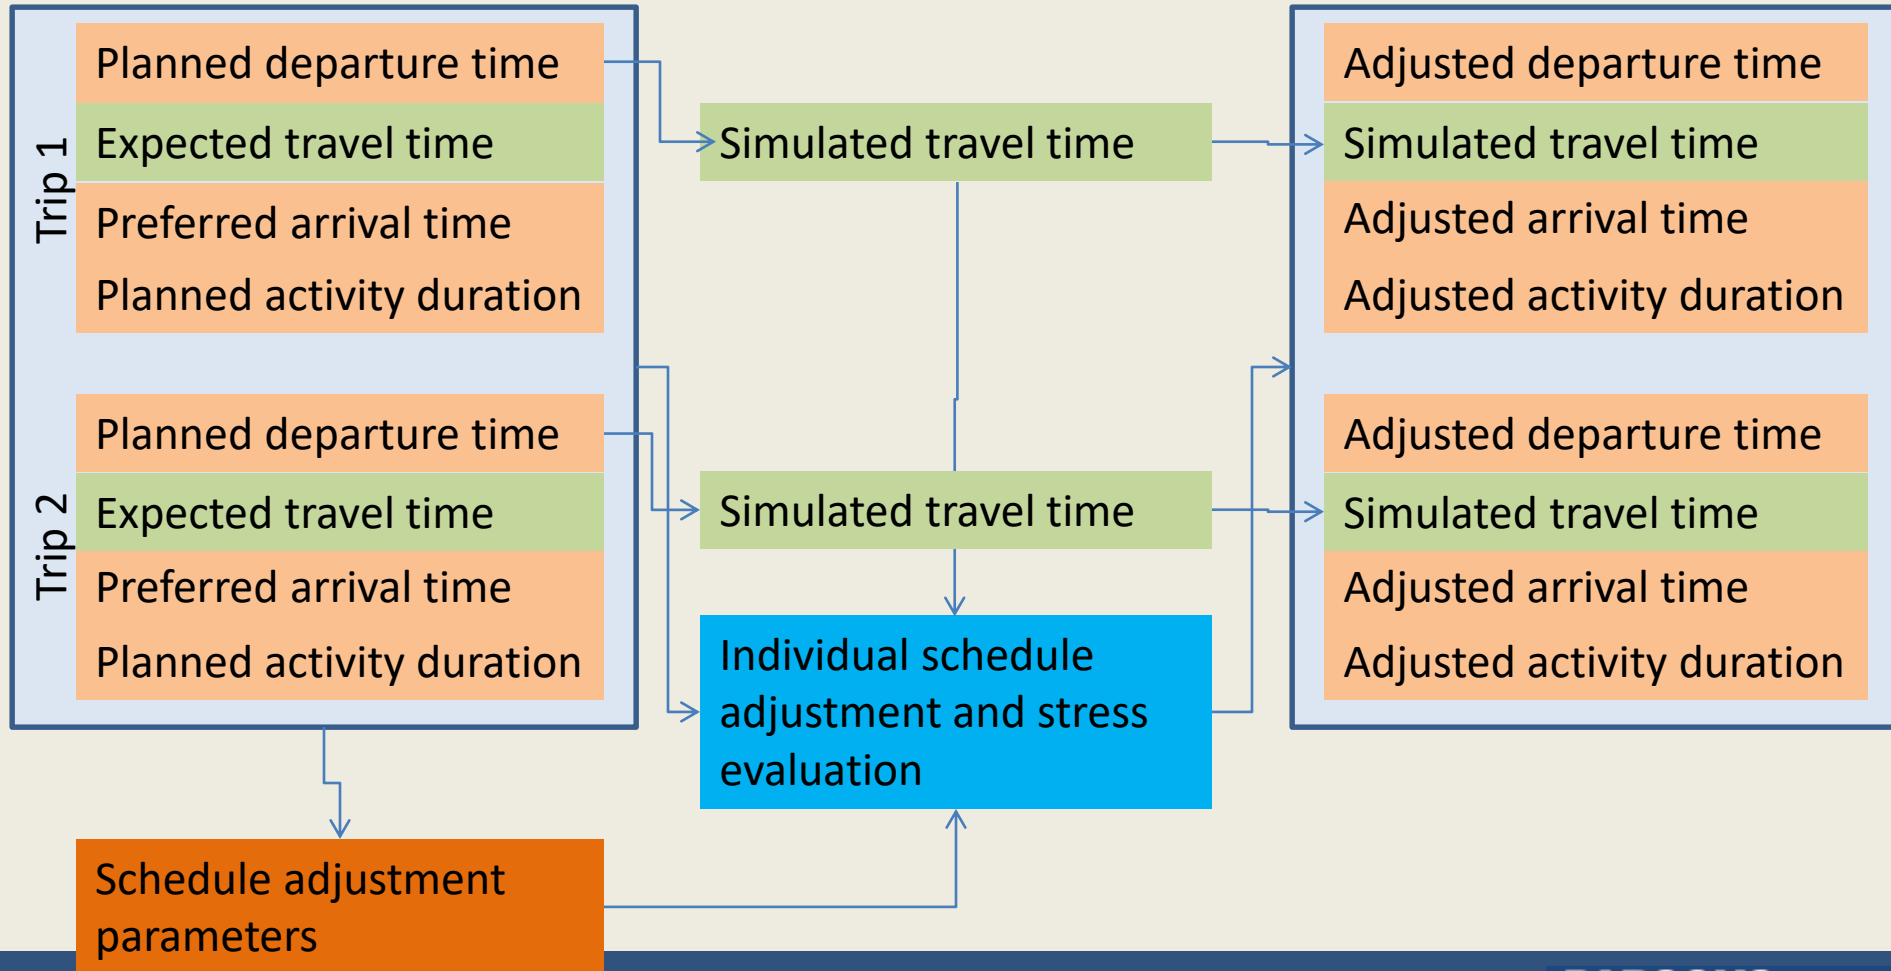 Trip 1
Planned departure time
Expected travel time
Preferred arrival time
Planned activity duration
Trip 2
Planned departure time
Expected travel time
Preferred arrival time
Planned activity duration
Simulated travel time
Simulated travel time
Individual schedule
adjustment and stress
evaluation
Schedule adjustment
parameters
Adjusted departure time
Simulated travel time
Adjusted arrival time
Adjusted activity duration
Adjusted departure time
Simulated travel time
Adjusted arrival time
Adjusted activity duration